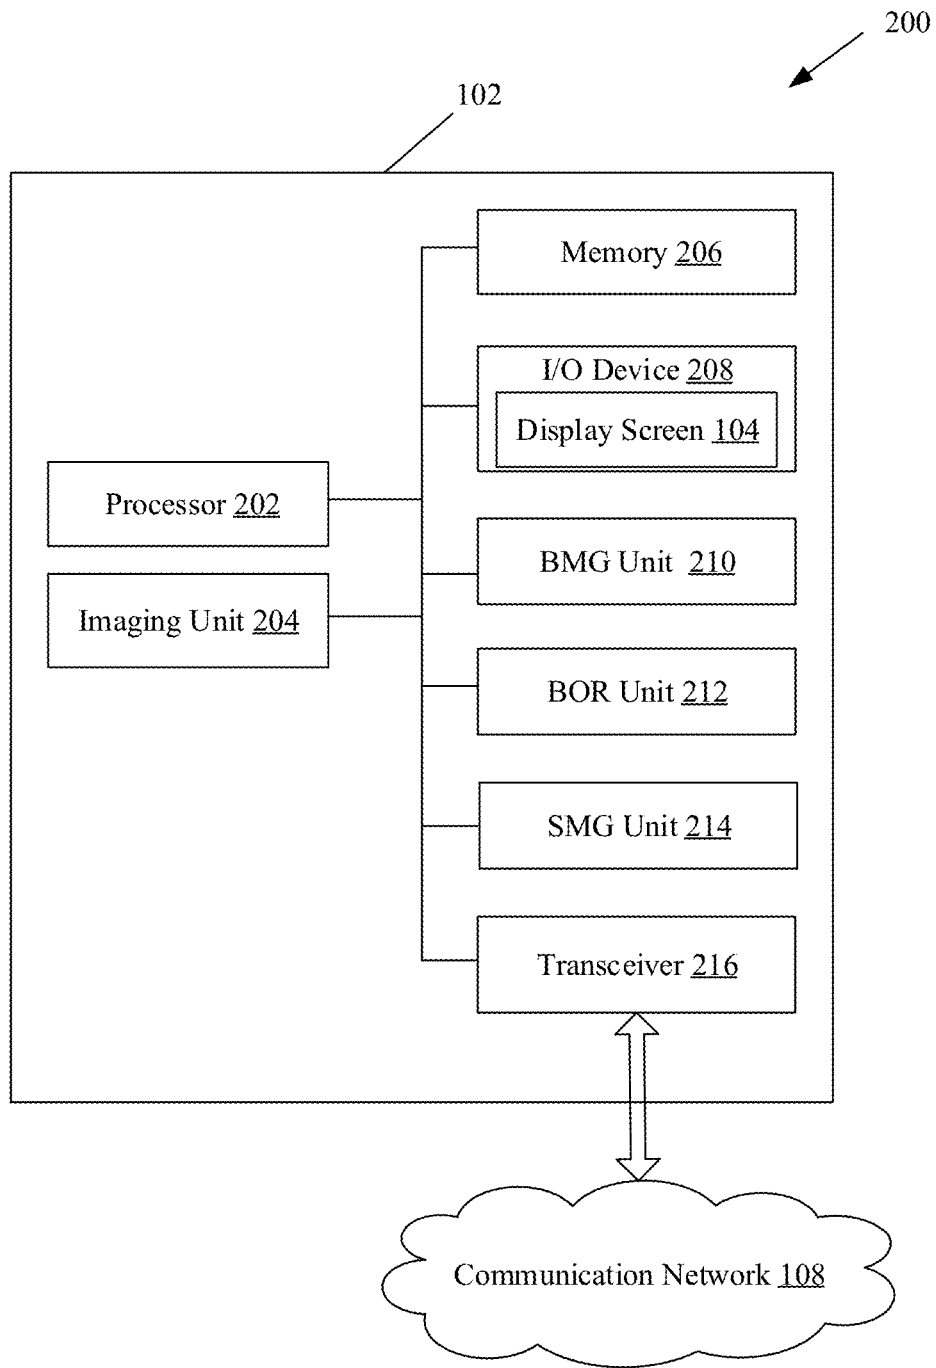 200
102
Memory 206
I/O Device 208
Display Screen 104
Processor 202
BMG Unit 210
Imaging Unit 204
BOR Unit 212
SMG Unit 214
Transceiver 216
Communication Network 108